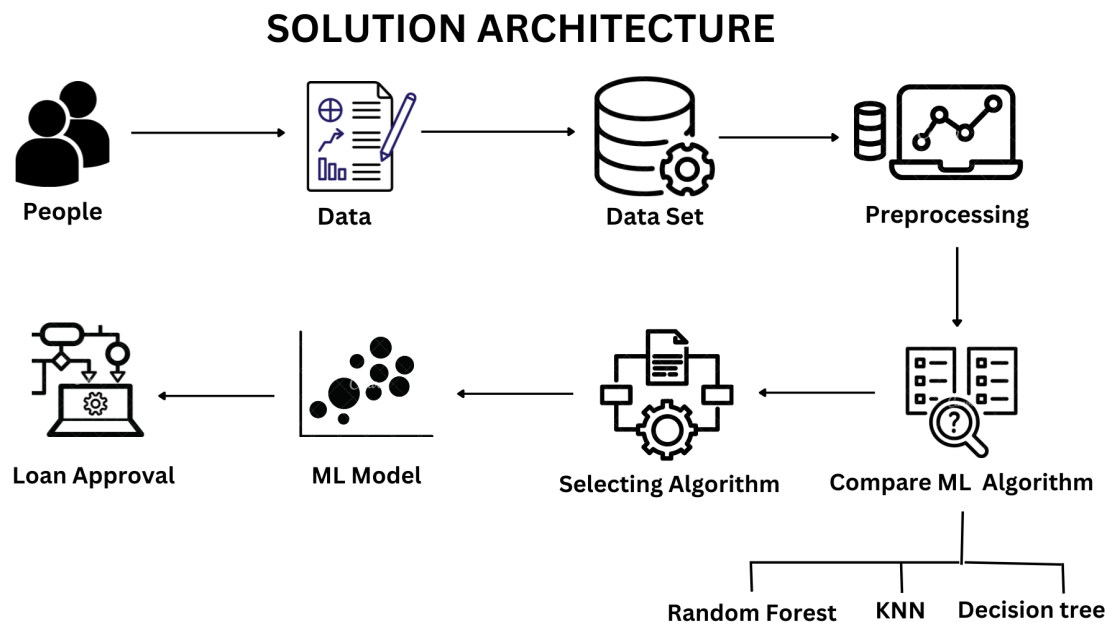 SOLUTION ARCHITECTURE
People
Data
Data Set
Preprocessing
Loan Approval
ML Model
Selecting Algorithm
Compare ML Algorithm
?
Random Forest
KNN
Decision tree